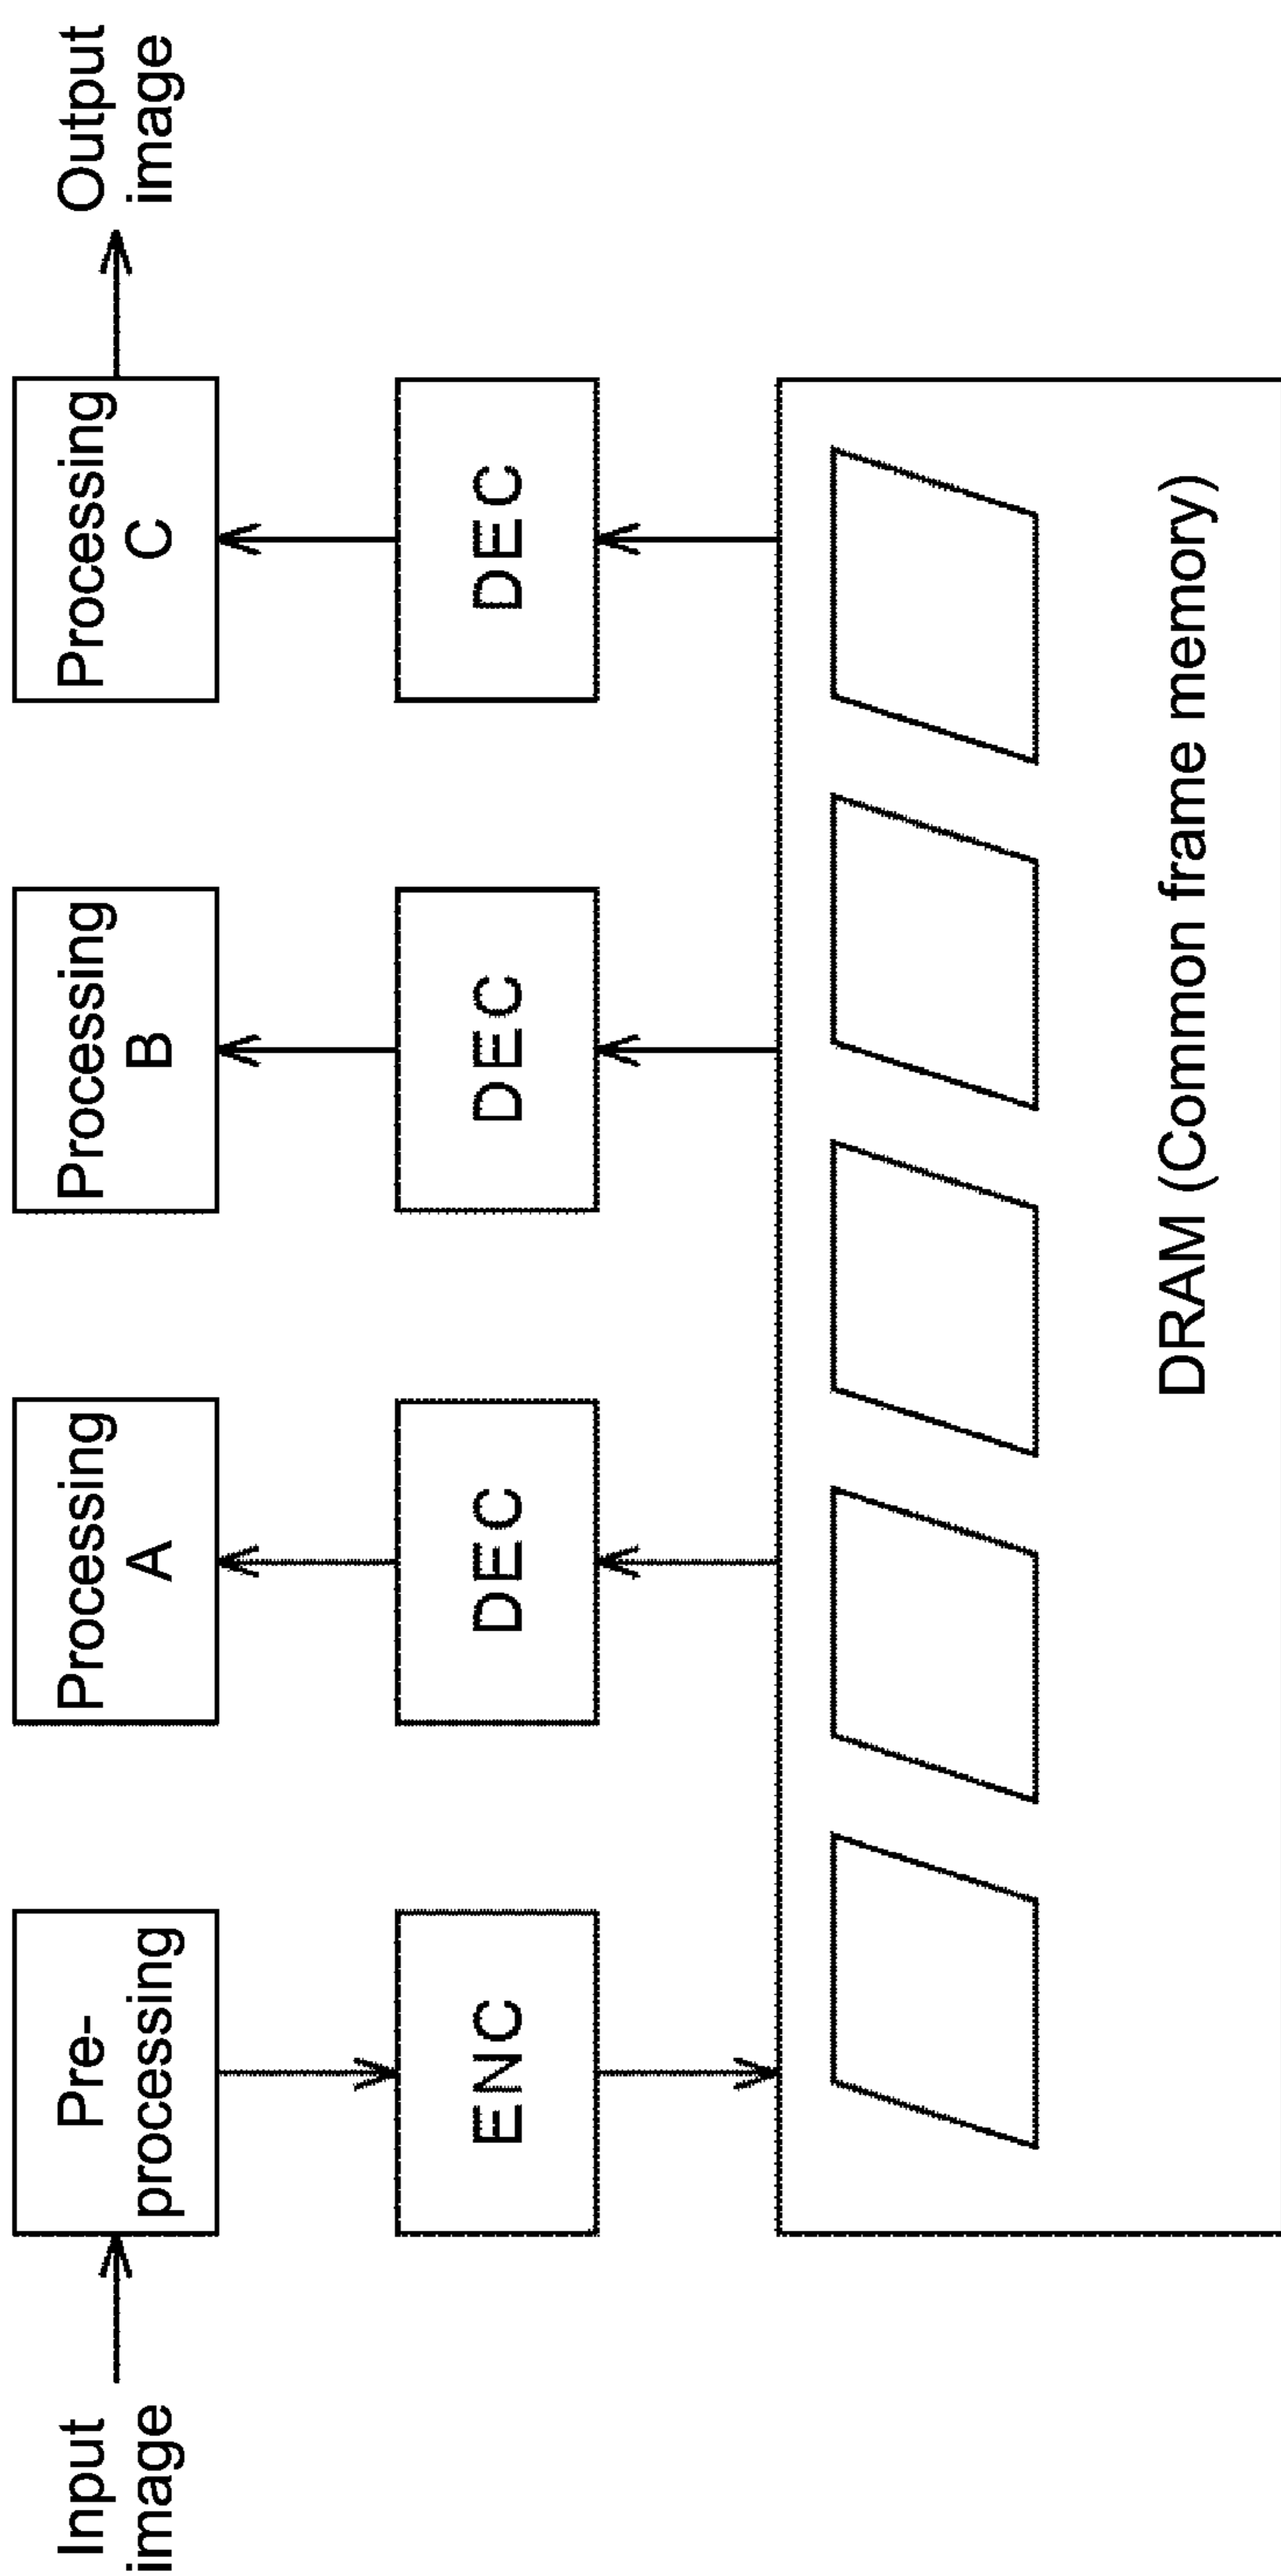 Input
image
Pre-
processing
Processing
A
Processing
B
Processing
C
Output
image
ENC
DEC
DEC
DEC
DRAM (Common frame memory)